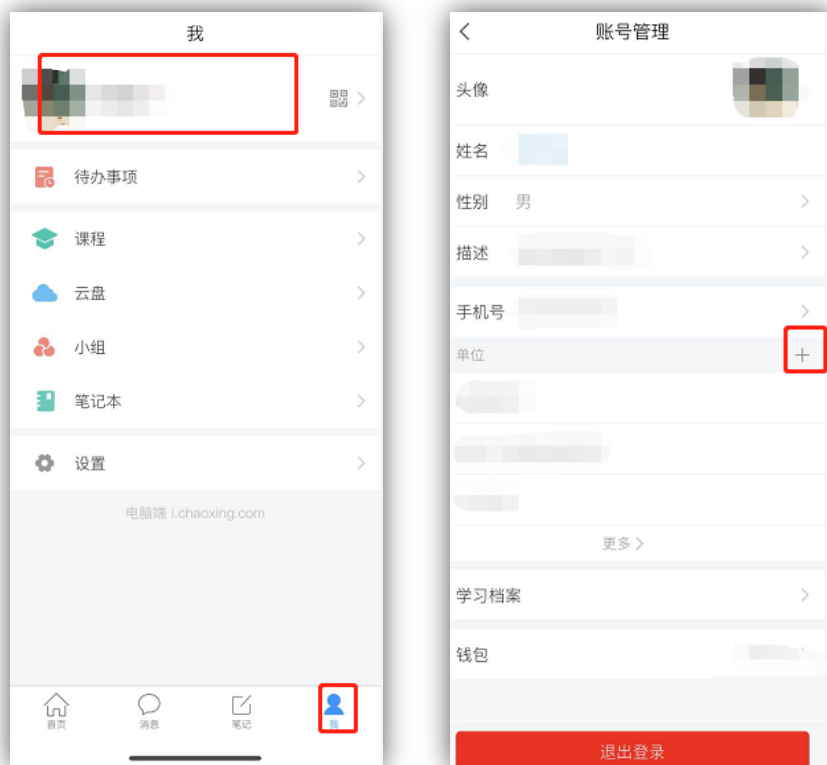 我
待办事项
课程
云盘
小组
笔记本
设置
电脑端 i.chaoxing.com
首页
消息
笔记
我
账号管理
头像
姓名
性别 男
描述
手机号
单位
更多
学习档案
钱包
退出登录